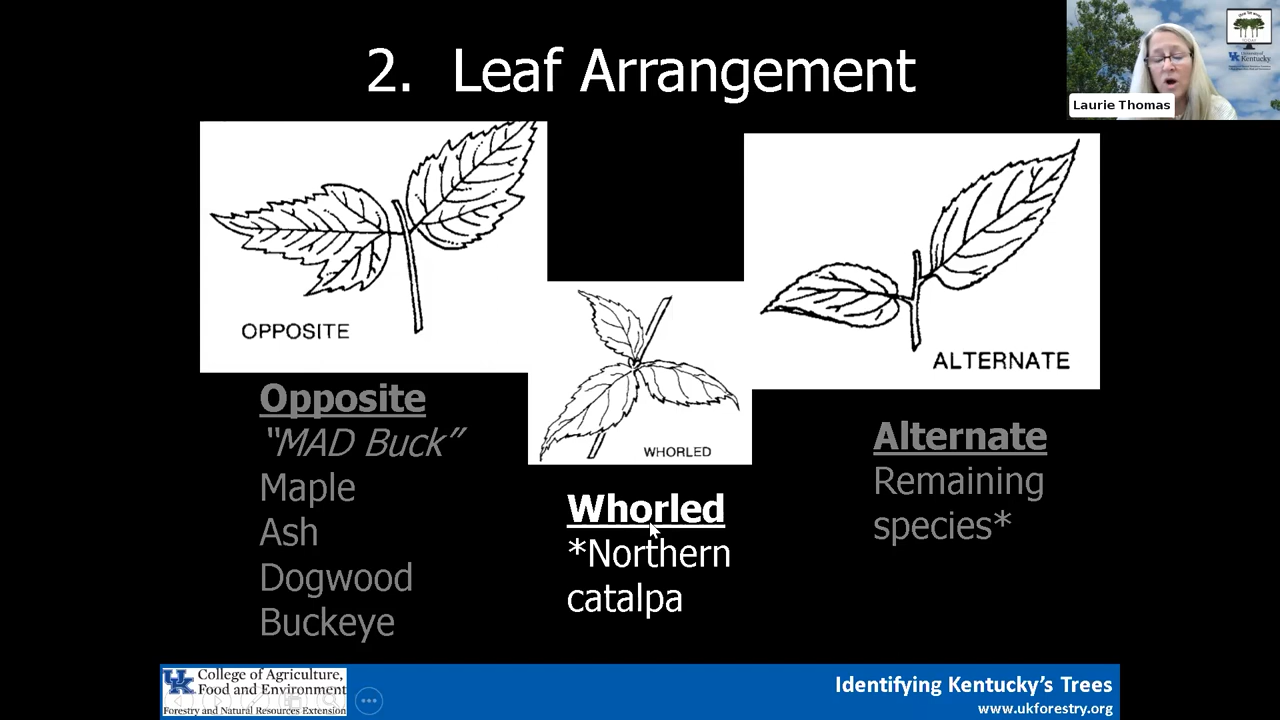 2. Leaf Arrangement
Laurie Thomas
OPPOSITE
WHORLED
ALTERNATE
Opposite
“MAD Buck”
Maple
Ash
Dogwood
Buckeye
Whorled
*Northern
catalpa
Alternate
Remaining
species*
UK College of Agriculture,
Food and Environment
Forestry and Natural Resources Extension
Identifying Kentucky’s Trees
www.ukforestry.org